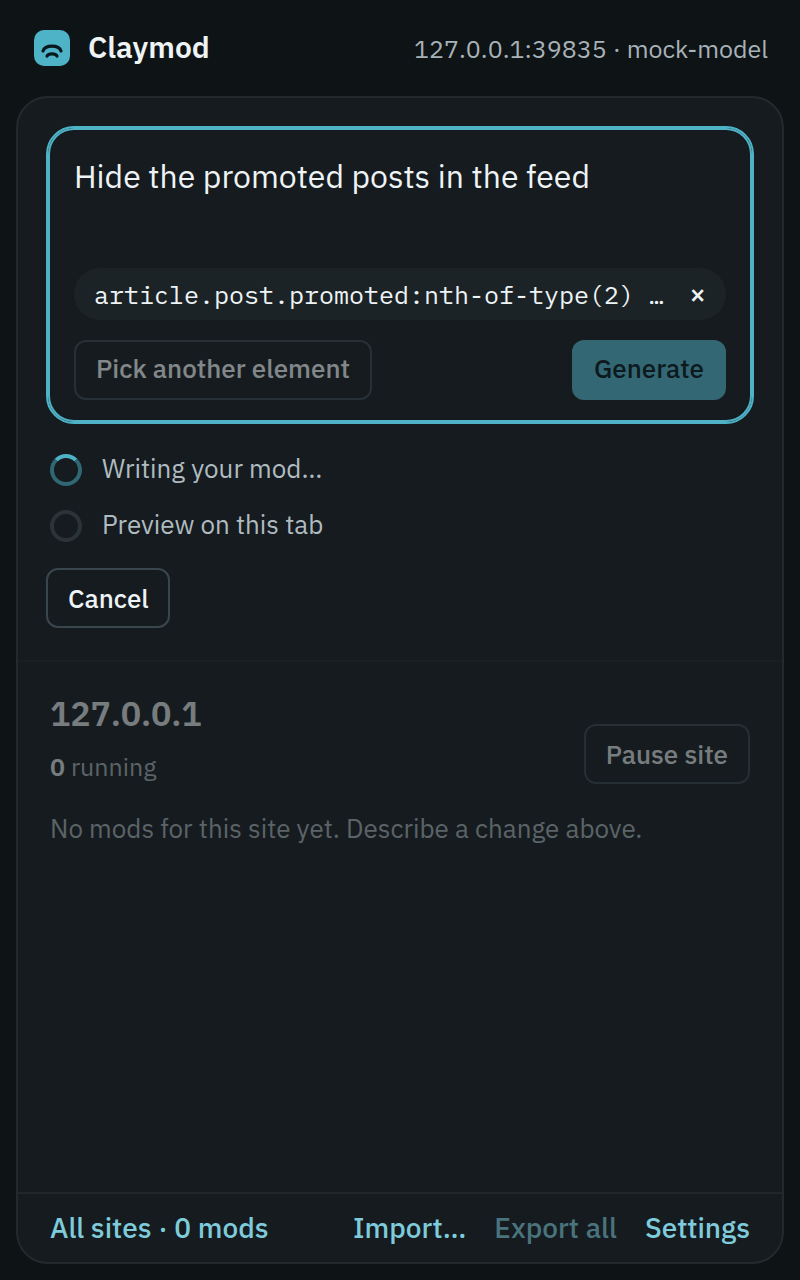 Claymod
127.0.0.1:39835 · mock-model
Hide the promoted posts in the feed
article.post.promoted:nth-of-type(2) … ×
Pick another element
Generate
Writing your mod…
Preview on this tab
Cancel
127.0.0.1
0 running
Pause site
No mods for this site yet. Describe a change above.
All sites · 0 mods
Import…
Export all
Settings